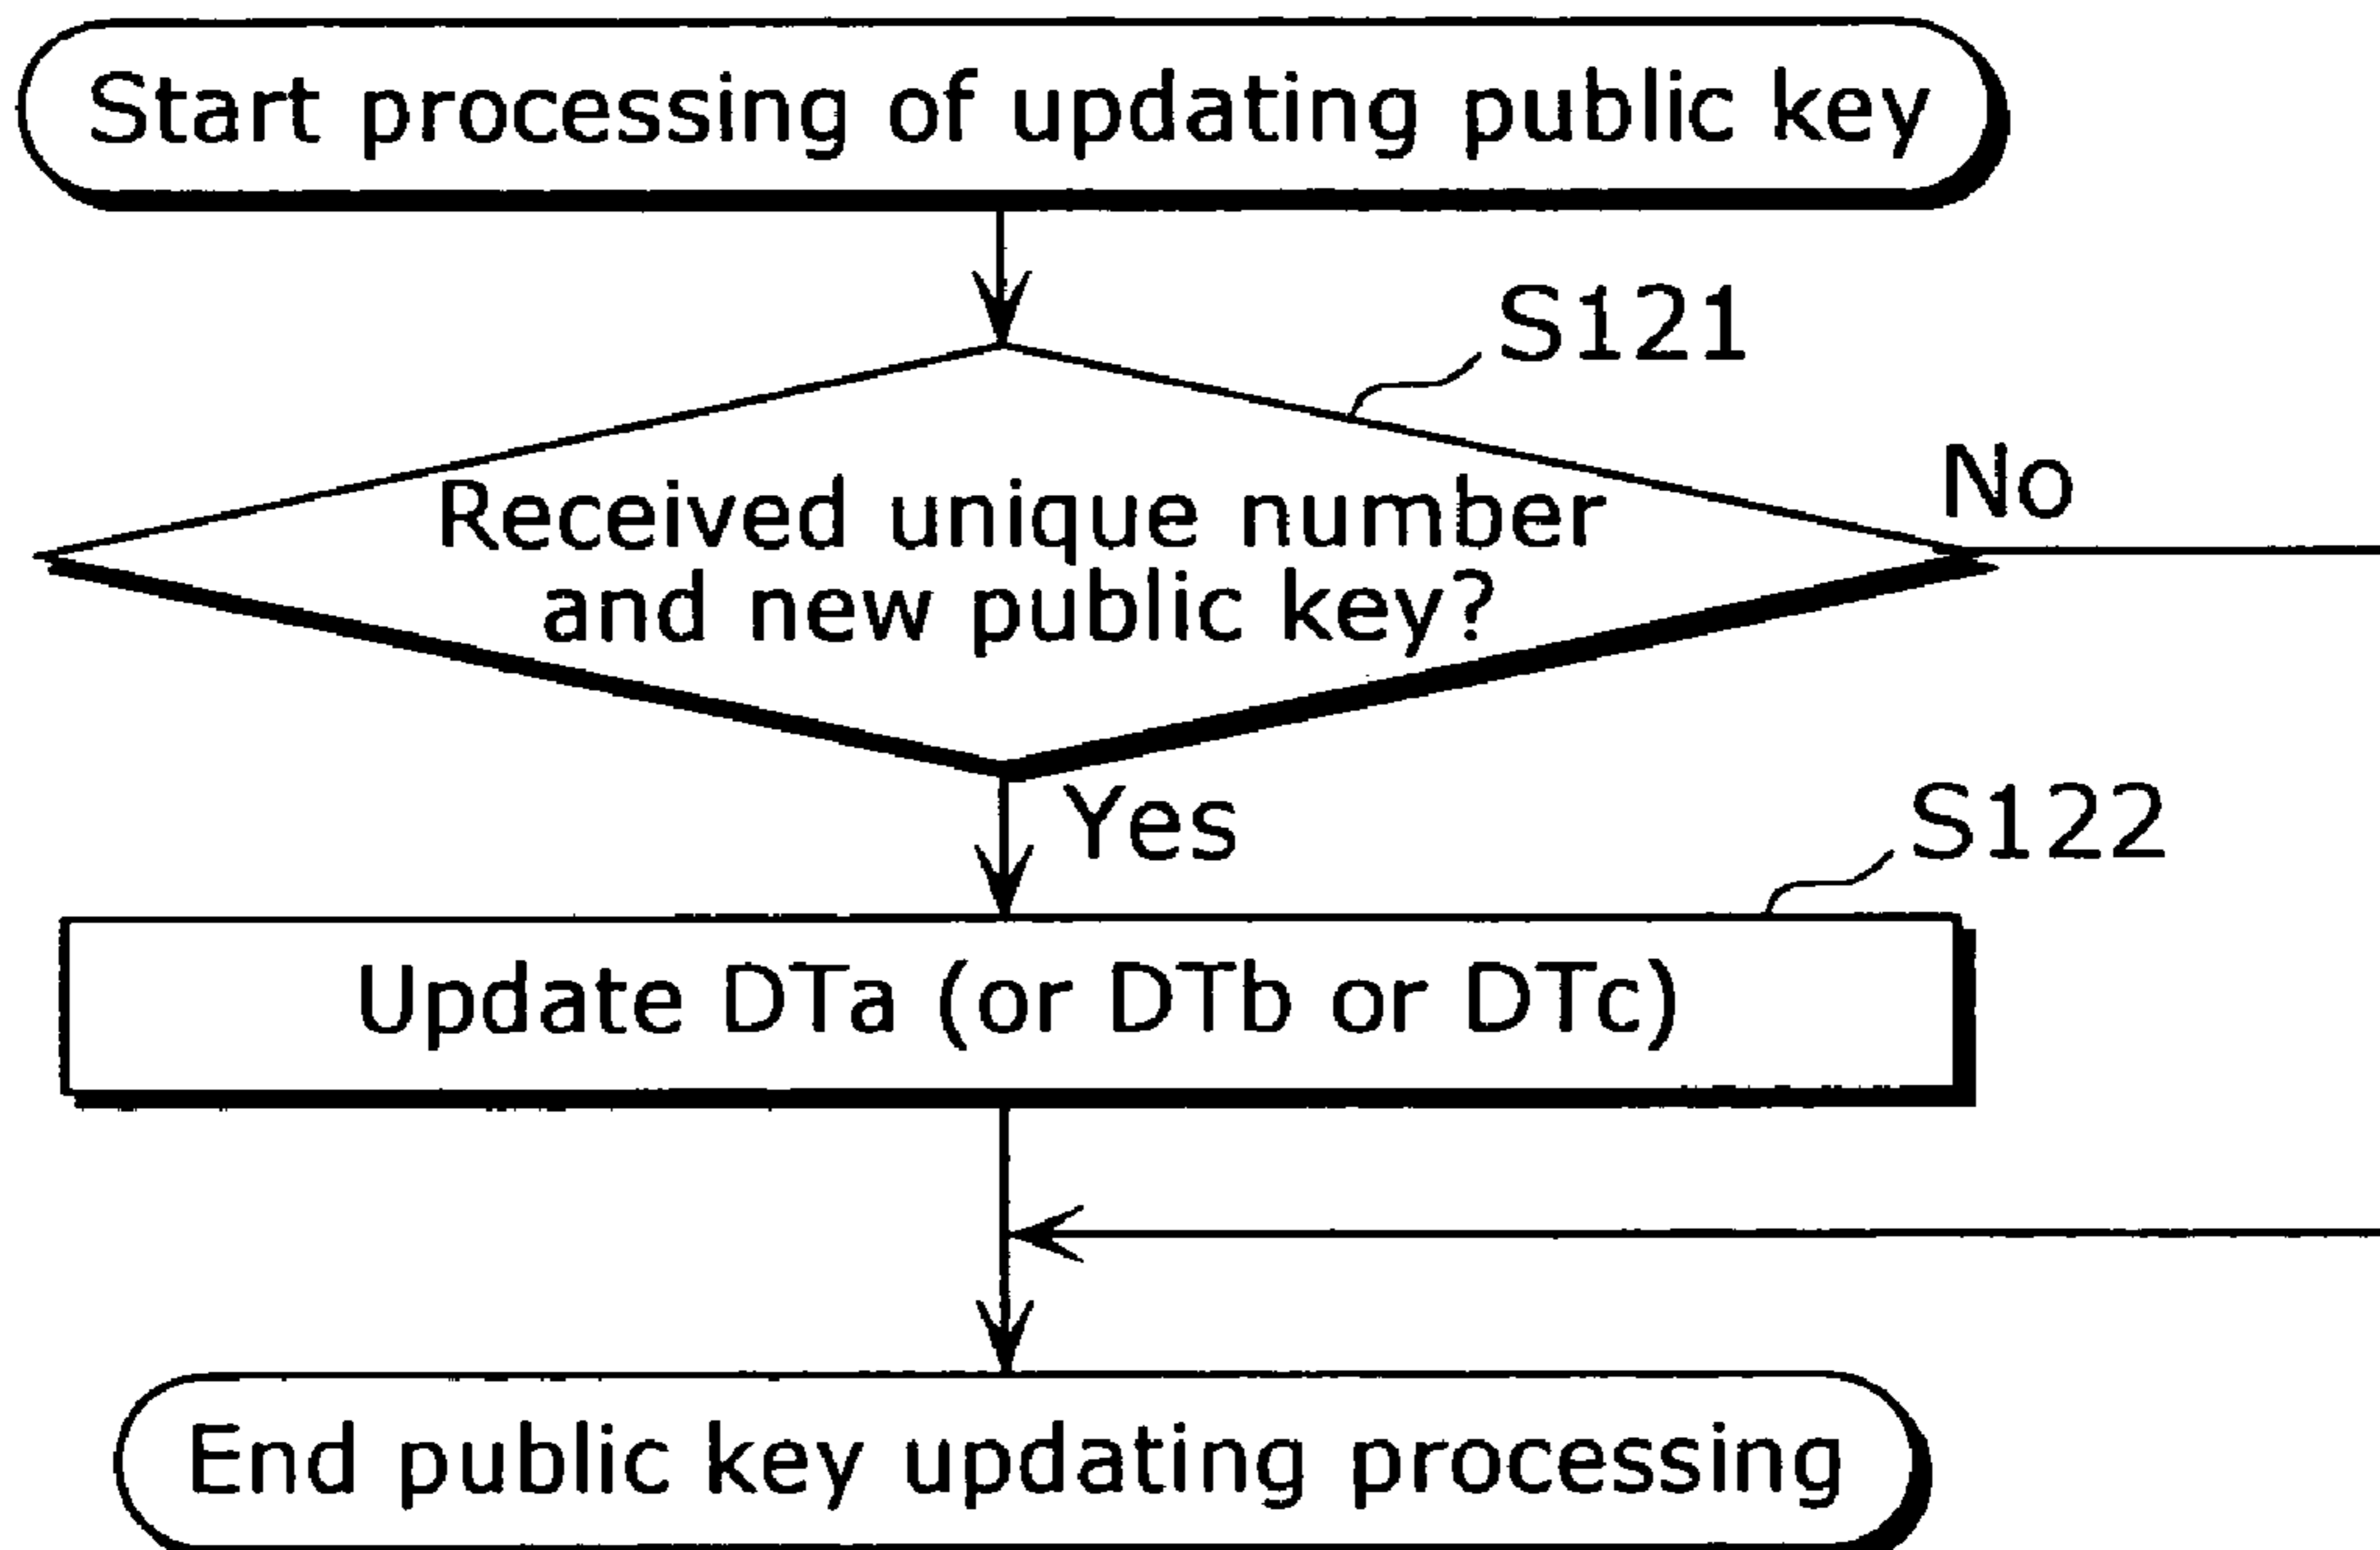 Start processing of updating public key
S121
Received unique number
and new public key?
No
Yes
S122
Update DTa (or DTb or DTc)
End public key updating processing